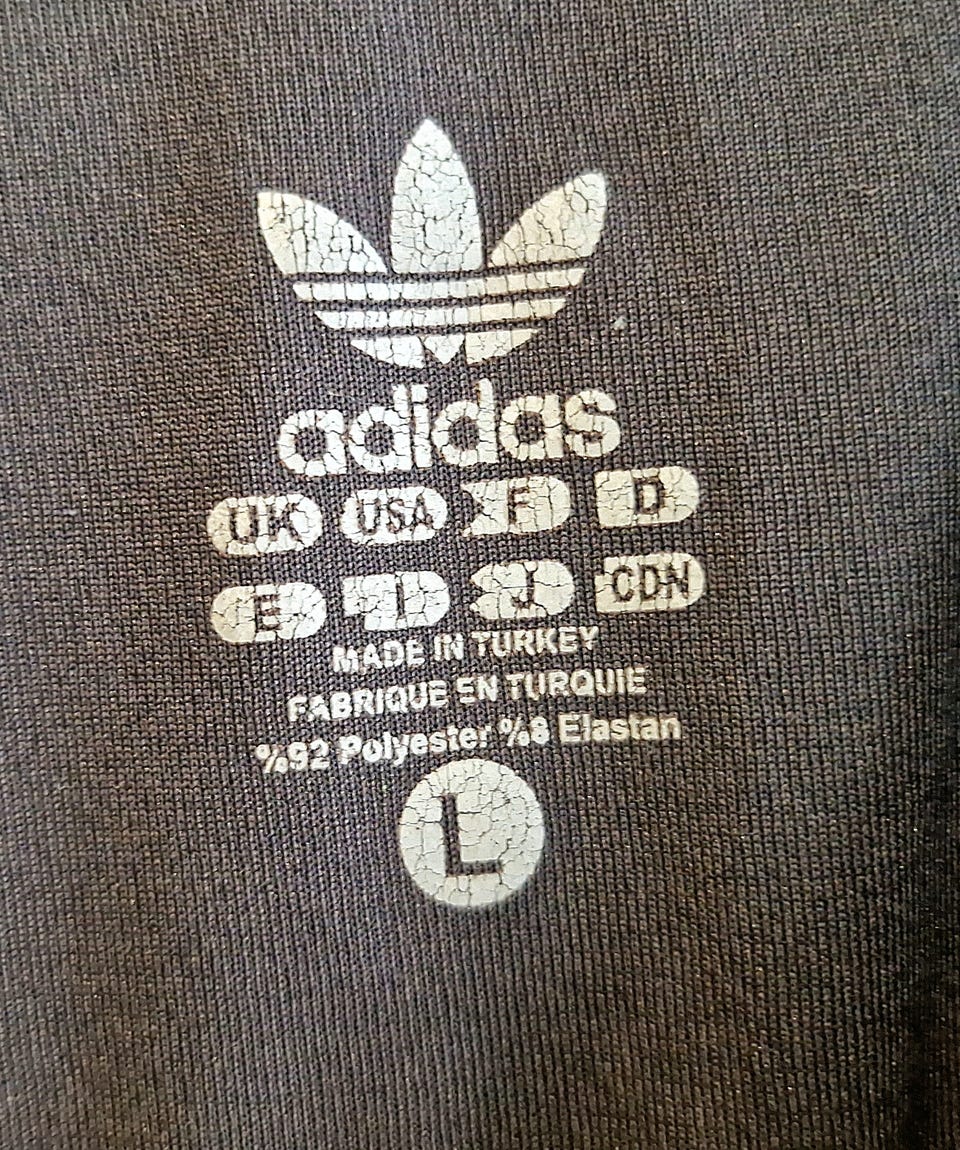 adidas
UK USA F D
E I J CDN
MADE IN TURKEY
FABRIQUE EN TURQUIE
%92 Polyester %8 Elastan
L